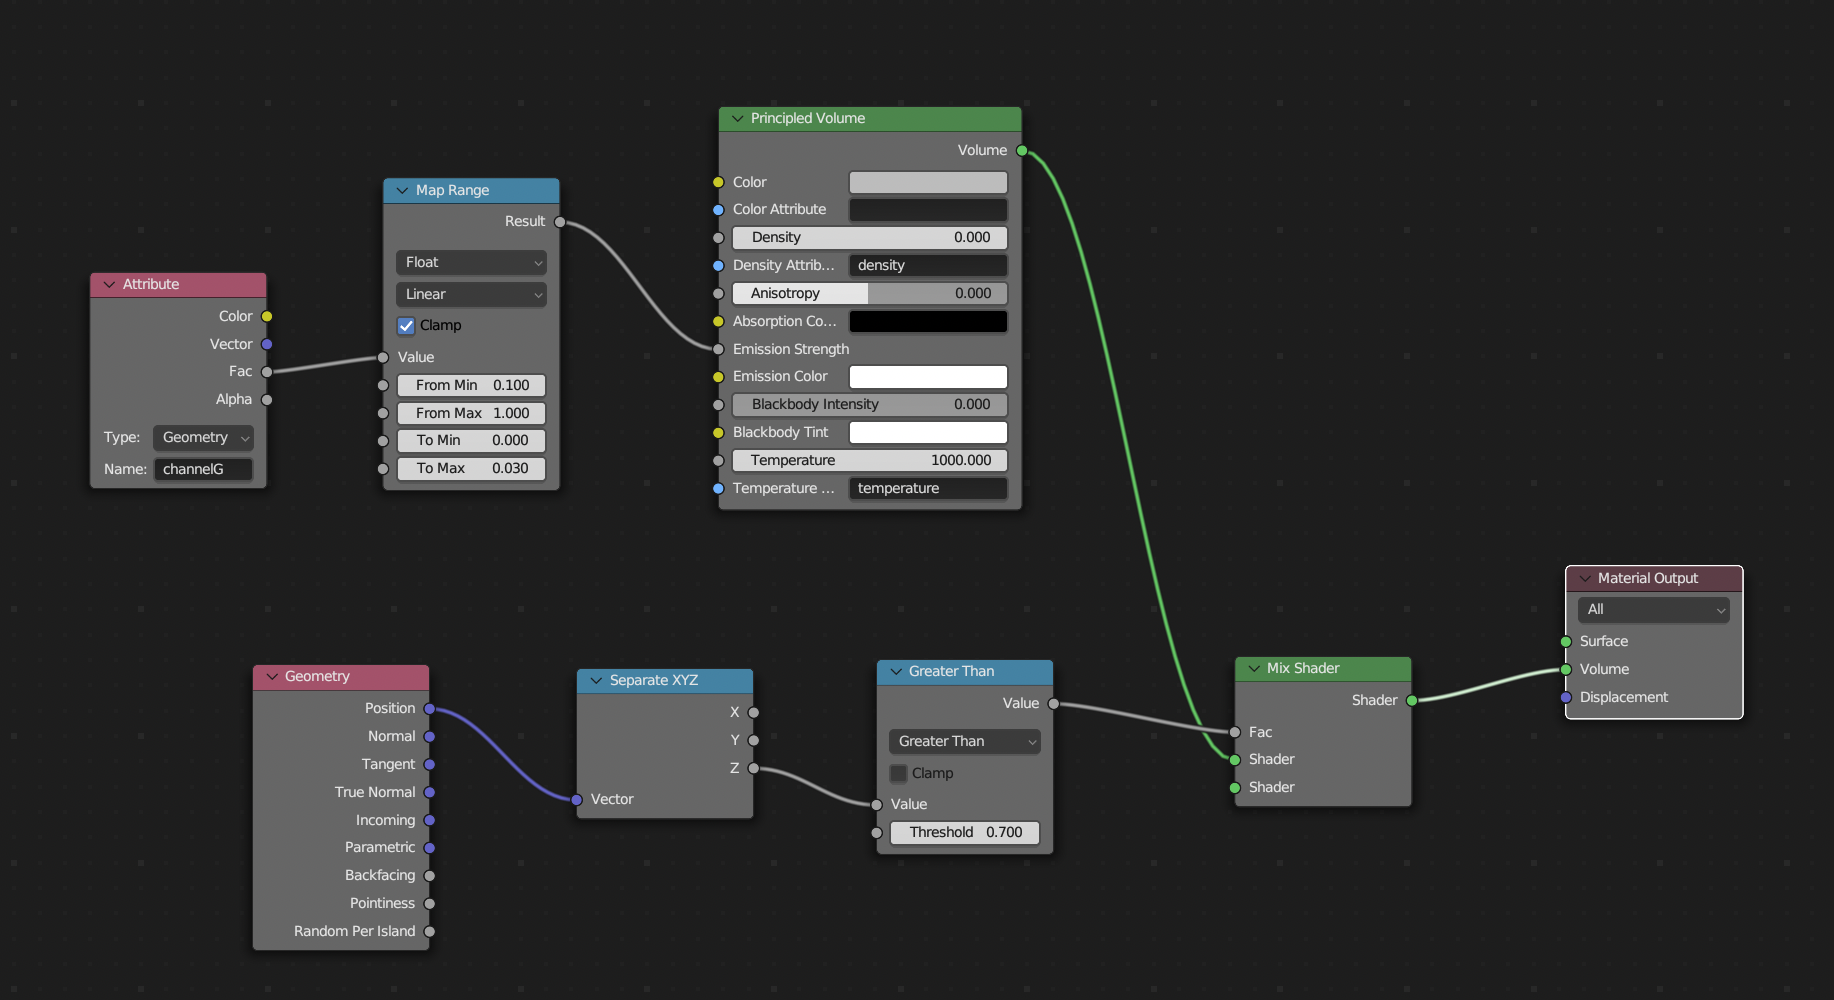 Attribute
Color
Vector
Fac
Alpha
Type: Geometry
Name: channelG
Map Range
Result
Float
Linear
Clamp
Value
From Min 0.100
From Max 1.000
To Min 0.000
To Max 0.030
Principled Volume
Volume
Color
Color Attribute
Density 0.000
Density Attrib... density
Anisotropy 0.000
Absorption Co...
Emission Strength
Emission Color
Blackbody Intensity 0.000
Blackbody Tint
Temperature 1000.000
Temperature ... temperature
Geometry
Position
Normal
Tangent
True Normal
Incoming
Parametric
Backfacing
Pointiness
Random Per Island
Separate XYZ
X
Y
Z
Vector
Greater Than
Value
Greater Than
Clamp
Value
Threshold 0.700
Mix Shader
Shader
Fac
Shader
Shader
Material Output
All
Surface
Volume
Displacement